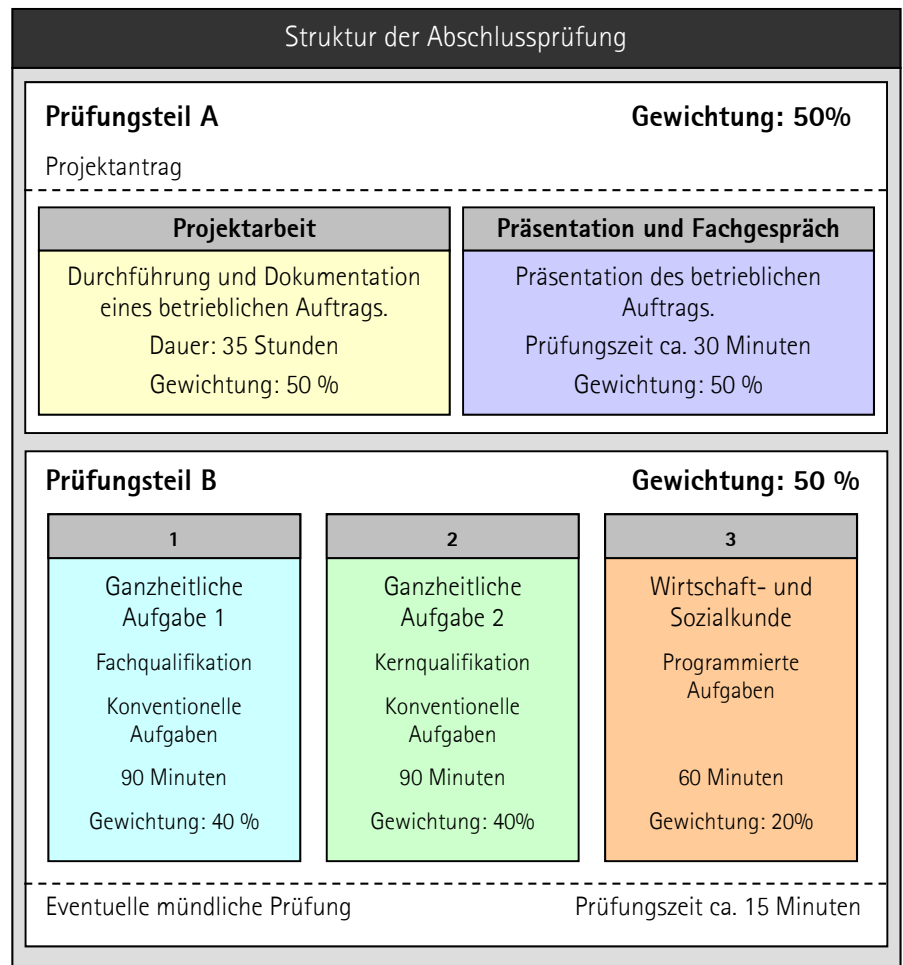 Struktur der Abschlussprüfung
Prüfungsteil A Gewichtung: 50%
Projektantrag
Projektarbeit
Durchführung und Dokumentation
eines betrieblichen Auftrags.
Dauer: 35 Stunden
Gewichtung: 50 %
Präsentation und Fachgespräch
Präsentation des betrieblichen
Auftrags.
Prüfungszeit ca. 30 Minuten
Gewichtung: 50 %
Prüfungsteil B Gewichtung: 50 %
1
Ganzheitliche
Aufgabe 1
Fachqualifikation
Konventionelle
Aufgaben
90 Minuten
Gewichtung: 40 %
2
Ganzheitliche
Aufgabe 2
Kernqualifikation
Konventionelle
Aufgaben
90 Minuten
Gewichtung: 40%
3
Wirtschaft- und
Sozialkunde
Programmierte
Aufgaben
60 Minuten
Gewichtung: 20%
Eventuelle mündliche Prüfung Prüfungszeit ca. 15 Minuten